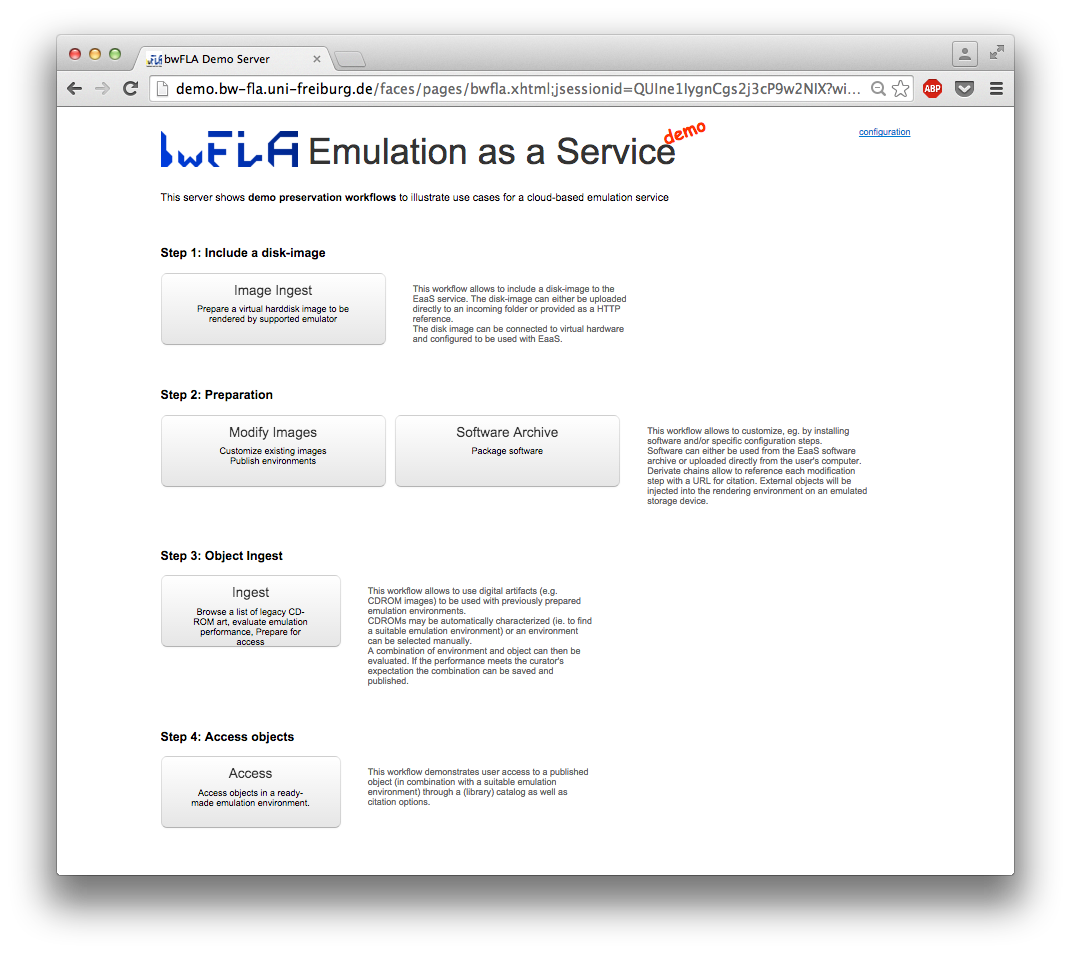 bwFLA Demo Server
demo.bw-fla.uni-freiburg.de/faces/pages/bwfla.xhtml;jsessionid=QUIne1IygnCgs2j3cP9w2NIX?wi...
ABP
bwFLA Emulation as a Service demo
configuration
This server shows demo preservation workflows to illustrate use cases for a cloud-based emulation service
Step 1: Include a disk-image
Image Ingest
Prepare a virtual harddisk image to be
rendered by supported emulator
This workflow allows to include a disk-image to the
EaaS service. The disk-image can either be uploaded
directly to an incoming folder or provided as a HTTP
reference.
The disk image can be connected to virtual hardware
and configured to be used with EaaS.
Step 2: Preparation
Modify Images
Customize existing images
Publish environments
Software Archive
Package software
This workflow allows to customize, eg. by installing
software and/or specific configuration steps.
Software can either be used from the EaaS software
archive or uploaded directly from the user's computer.
Derivate chains allow to reference each modification
step with a URL for citation. External objects will be
injected into the rendering environment on an emulated
storage device.
Step 3: Object Ingest
Ingest
Browse a list of legacy CD-
ROM art, evaluate emulation
performance, Prepare for
access
This workflow allows to use digital artifacts (e.g.
CDROM images) to be used with previously prepared
emulation environments.
CDROMs may be automatically characterized (ie. to find
a suitable emulation environment) or an environment
can be selected manually.
A combination of environment and object can then be
evaluated. If the performance meets the curator's
expectation the combination can be saved and
published.
Step 4: Access objects
Access
Access objects in a ready-
made emulation environment.
This workflow demonstrates user access to a published
object (in combination with a suitable emulation
environment) through a (library) catalog as well as
citation options.